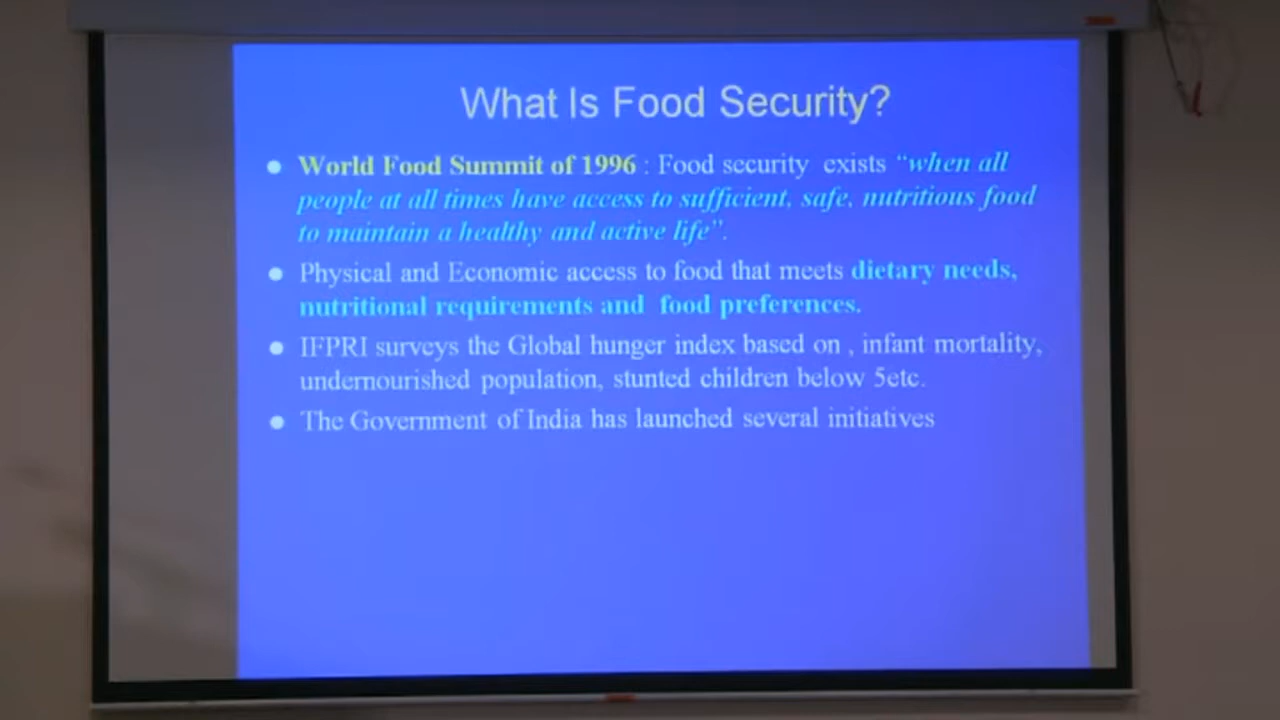 What Is Food Security?
● World Food Summit of 1996 : Food security exists “when all
people at all times have access to sufficient, safe, nutritious food
to maintain a healthy and active life”.
● Physical and Economic access to food that meets dietary needs,
nutritional requirements and food preferences.
● IFPRI surveys the Global hunger index based on , infant mortality,
undernourished population, stunted children below 5etc.
● The Government of India has launched several initiatives